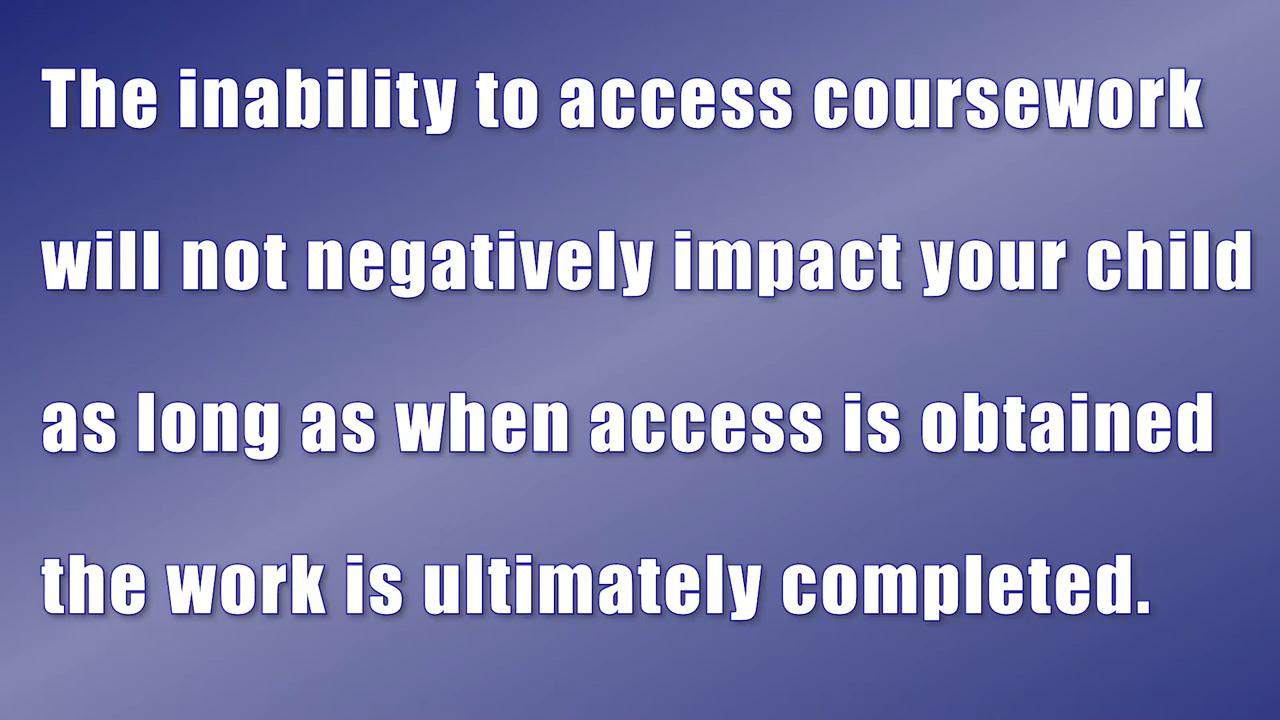 The inability to access coursework
will not negatively impact your child
as long as when access is obtained
the work is ultimately completed.